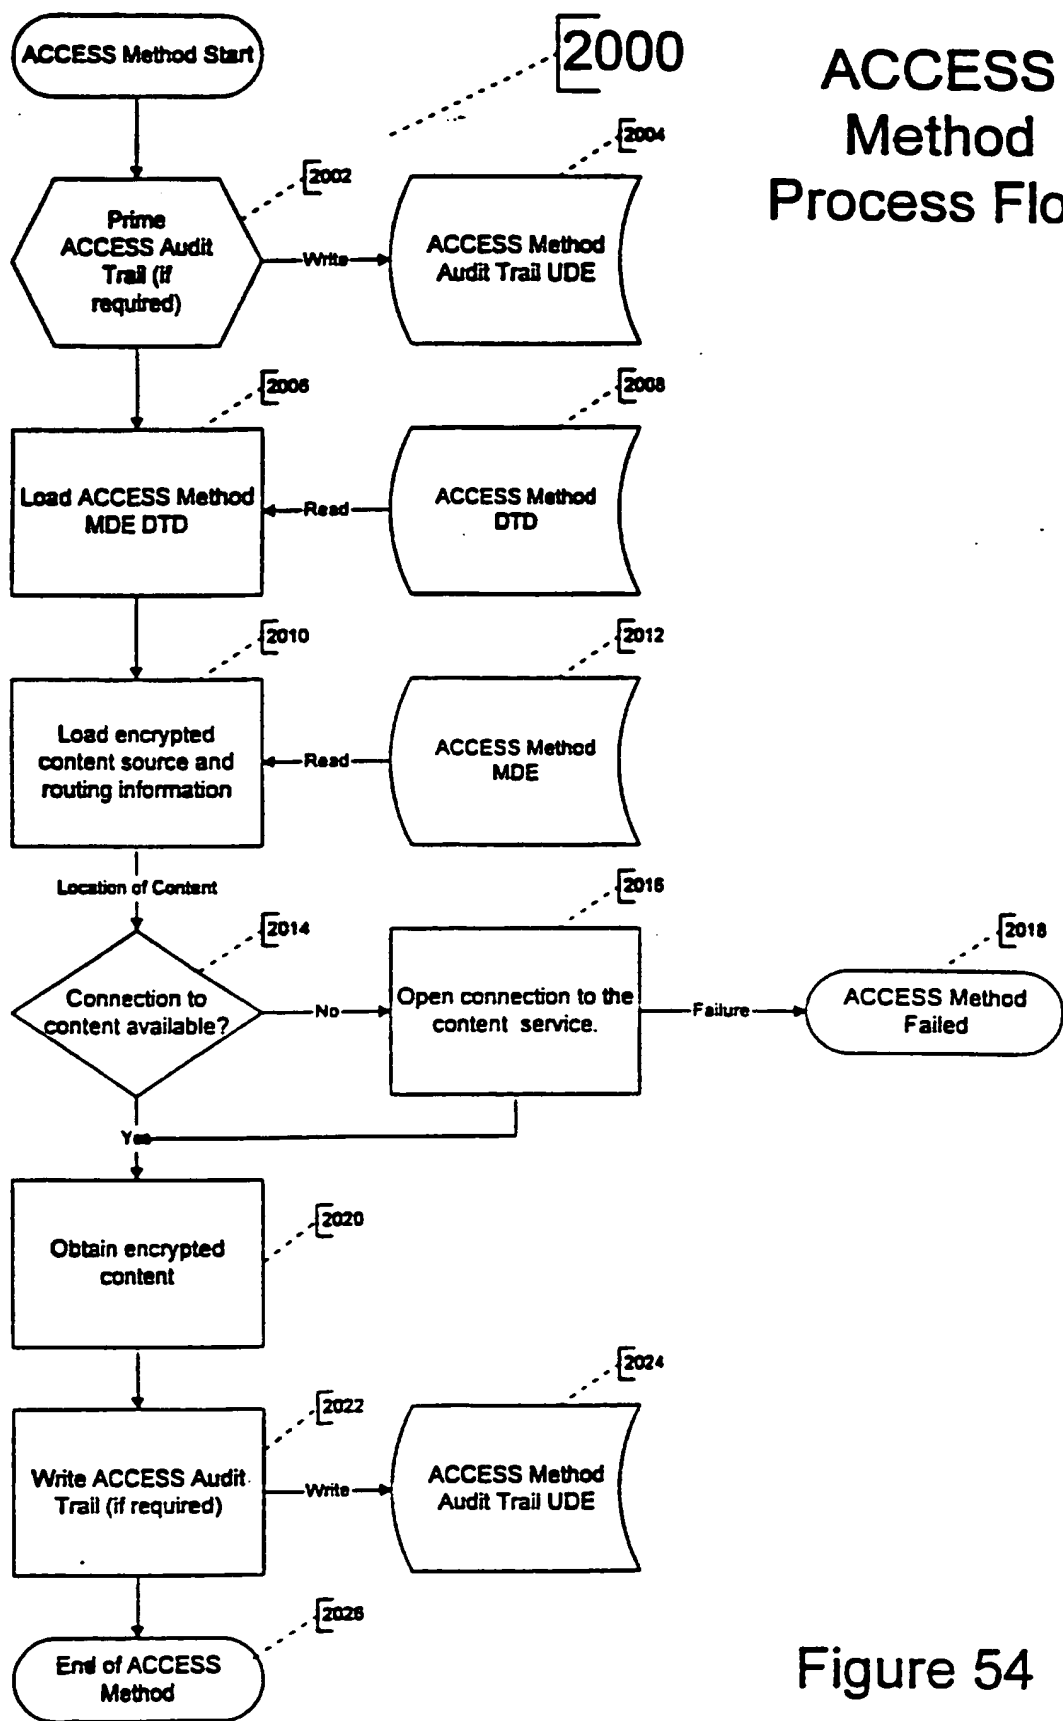 ACCESS Method Start
2000
ACCESS
Method
Process Flo
2002
2004
Prime
ACCESS Audit
Trail (if
required)
Write
ACCESS Method
Audit Trail UDE
2006
2008
Load ACCESS Method
MDE DTD
Read
ACCESS Method
DTD
2010
2012
Load encrypted
content source and
routing information
Read
ACCESS Method
MDE
Location of Content
2014
2016
2018
Connection to
content available?
No
Open connection to the
content service.
Failure
ACCESS Method
Failed
Yes
2020
Obtain encrypted
content
2022
2024
Write ACCESS Audit
Trail (if required)
Write
ACCESS Method
Audit Trail UDE
2026
End of ACCESS
Method
Figure 54